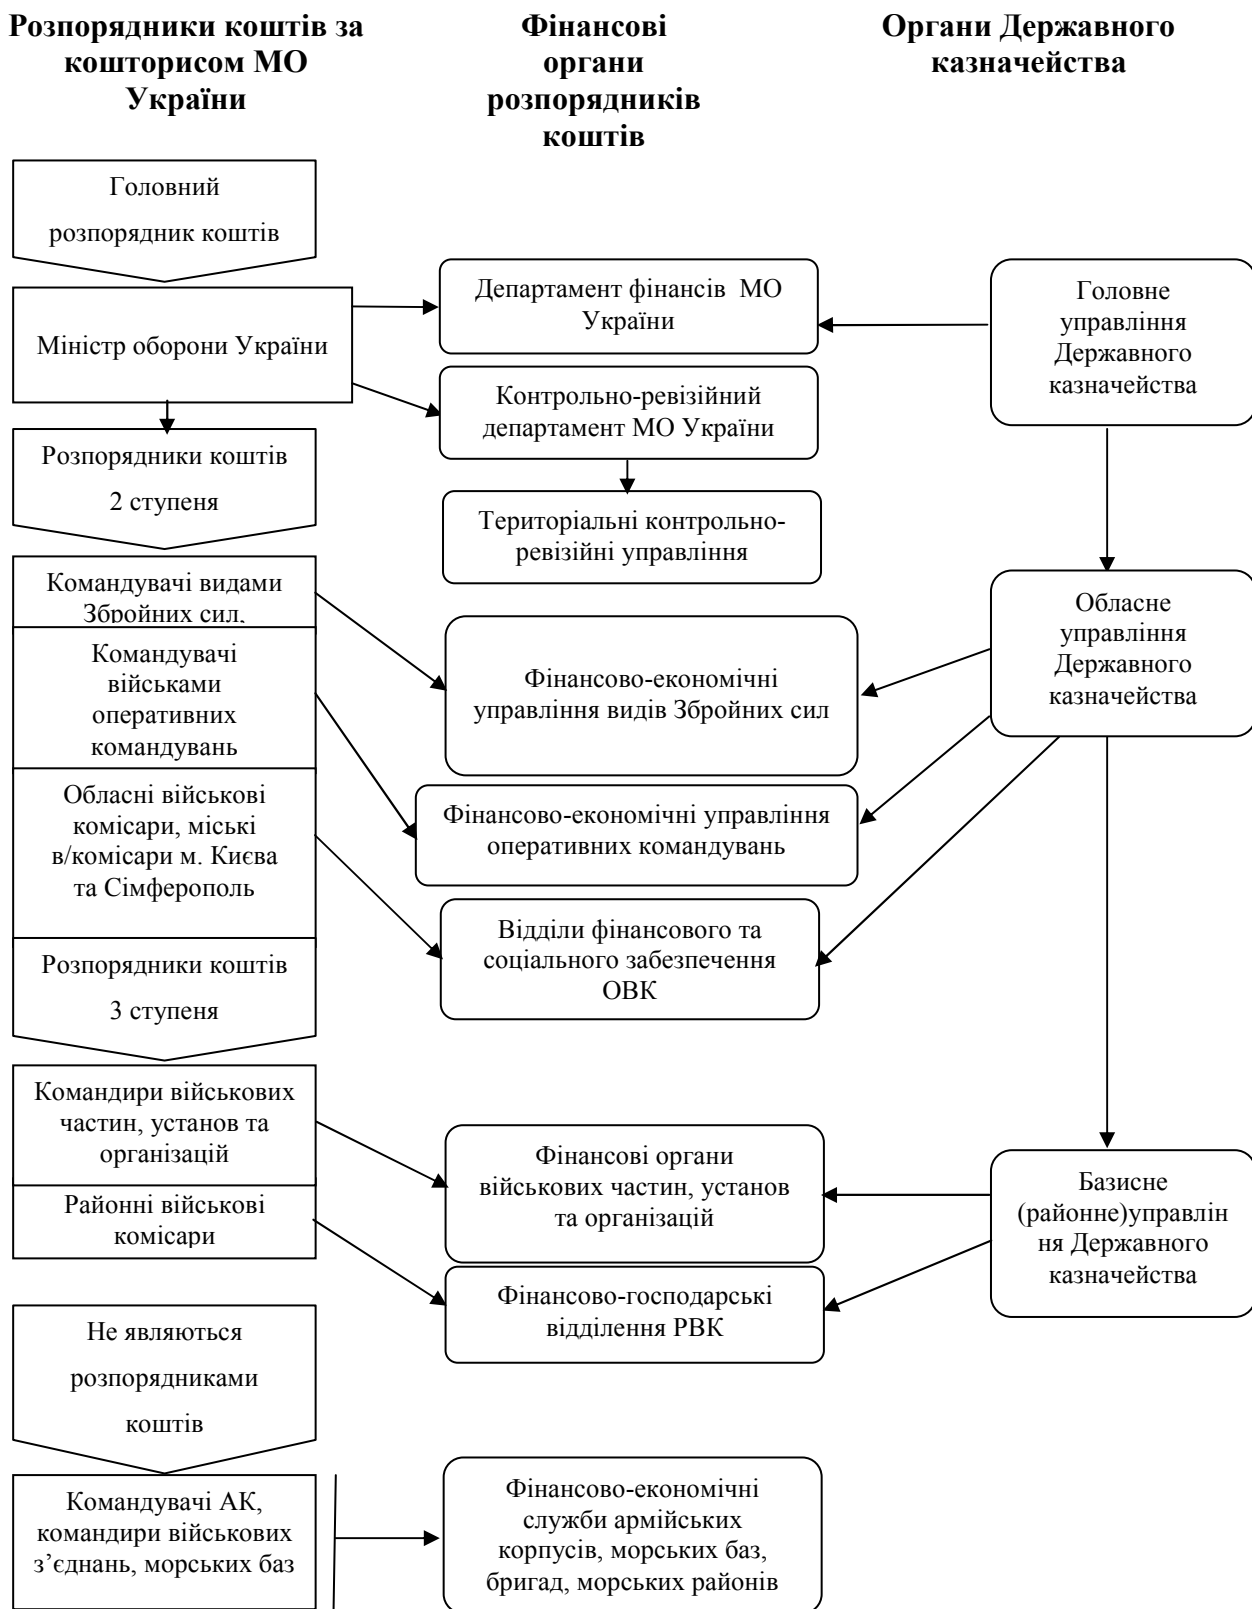 Розпорядники коштів за
кошторисом МО
України
Фінансові
органи
розпорядників
коштів
Органи Державного
казначейства
Головний
розпорядник коштів
Міністр оборони України
Розпорядники коштів
2 ступеня
Командувачі видами
Збройних сил,
Командувачі
військами
оперативних
командувань
Обласні військові
комісари, міські
в/комісари м. Києва
та Сімферополь
Розпорядники коштів
3 ступеня
Командири військових
частин, установ та
організацій
Районні військові
комісари
Не являються
розпорядниками
коштів
Командувачі АК,
командири військових
з’єднань, морських баз
Департамент фінансів МО
України
Контрольно-ревізійний
департамент МО України
Територіальні контрольно-
ревізійні управління
Фінансово-економічні
управління видів Збройних сил
Фінансово-економічні управління
оперативних командувань
Відділи фінансового та
соціального забезпечення
ОВК
Фінансові органи
військових частин, установ
та організацій
Фінансово-господарські
відділення РВК
Фінансово-економічні
служби армійських
корпусів, морських баз,
бригад, морських районів
Головне
управління
Державного
казначейства
Обласне
управління
Державного
казначейства
Базисне
(районне)управлін
ня Державного
казначейства